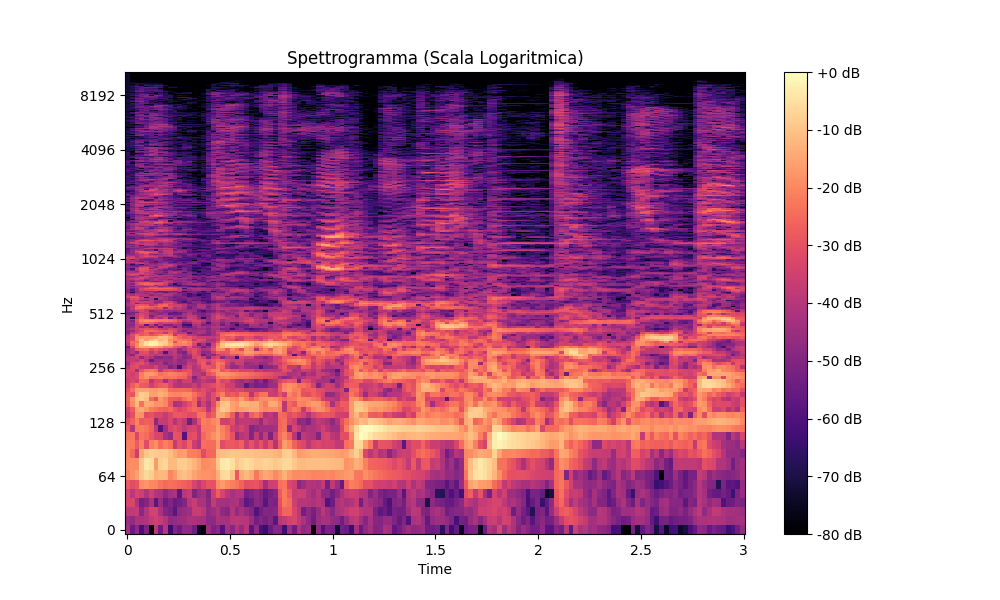 Spettrogramma (Scala Logaritmica)
Hz
8192
4096
2048
1024
512
256
128
64
0
0
0.5
1
1.5
2
2.5
3
Time
+0 dB
-10 dB
-20 dB
-30 dB
-40 dB
-50 dB
-60 dB
-70 dB
-80 dB